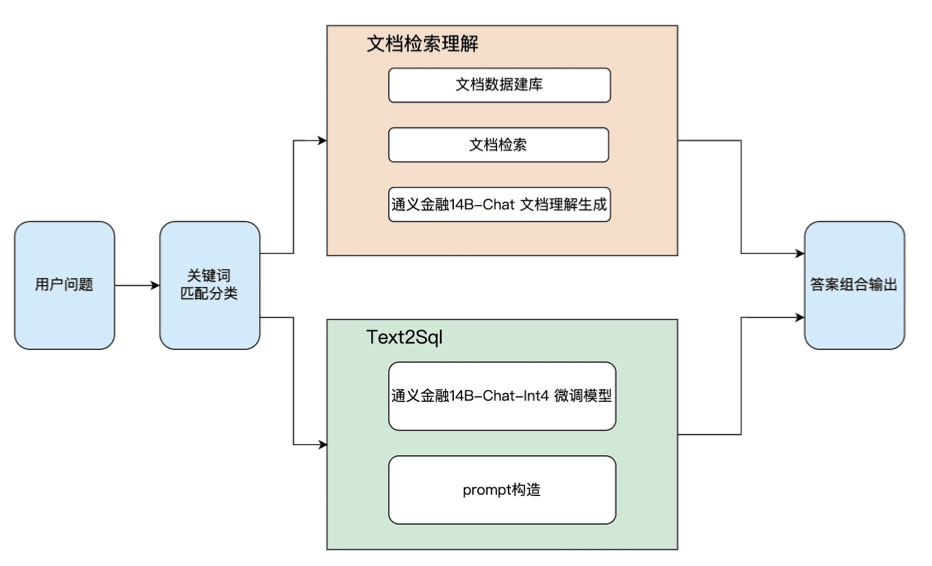 用户问题
关键词
匹配分类
文档检索理解
文档数据建库
文档检索
通义金融14B-Chat 文档理解生成
Text2Sql
通义金融14B-Chat-Int4 微调模型
prompt构造
答案组合输出